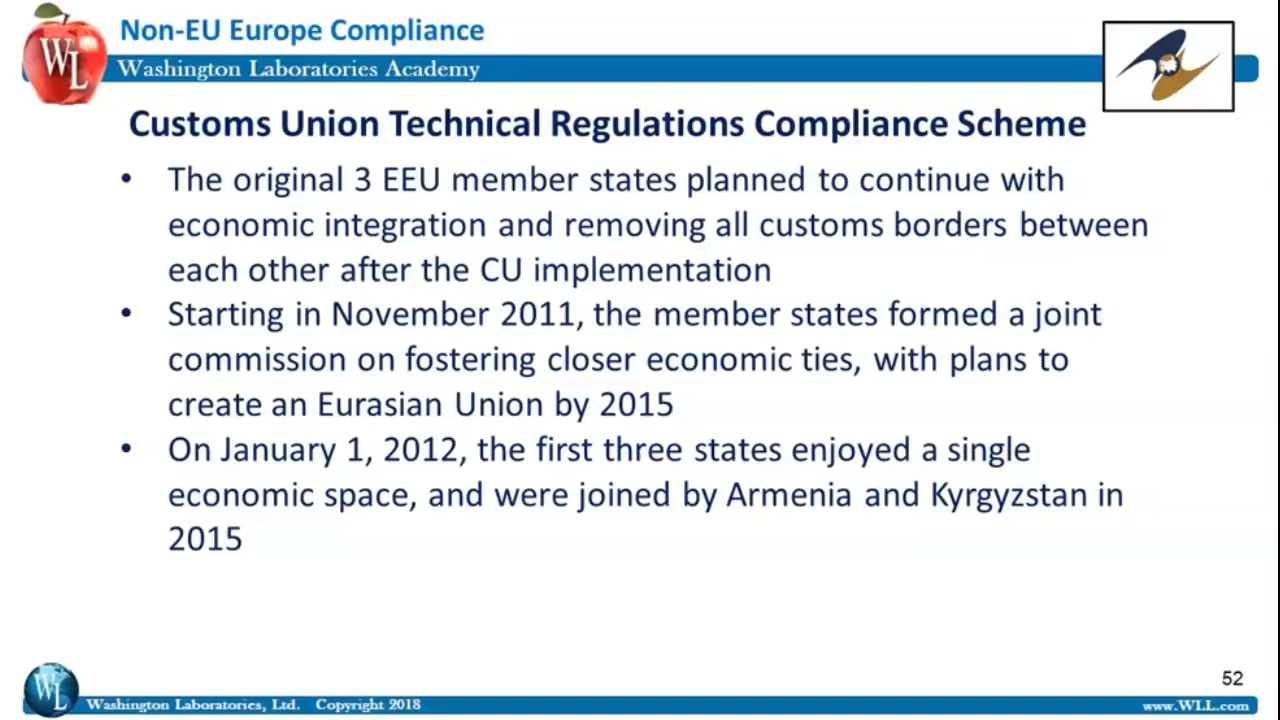 Non-EU Europe Compliance
WL
Washington Laboratories Academy
Customs Union Technical Regulations Compliance Scheme
• The original 3 EEU member states planned to continue with
economic integration and removing all customs borders between
each other after the CU implementation
• Starting in November 2011, the member states formed a joint
commission on fostering closer economic ties, with plans to
create an Eurasian Union by 2015
• On January 1, 2012, the first three states enjoyed a single
economic space, and were joined by Armenia and Kyrgyzstan in
2015
52
WL
Washington Laboratories, Ltd. Copyright 2018
www.WLL.com